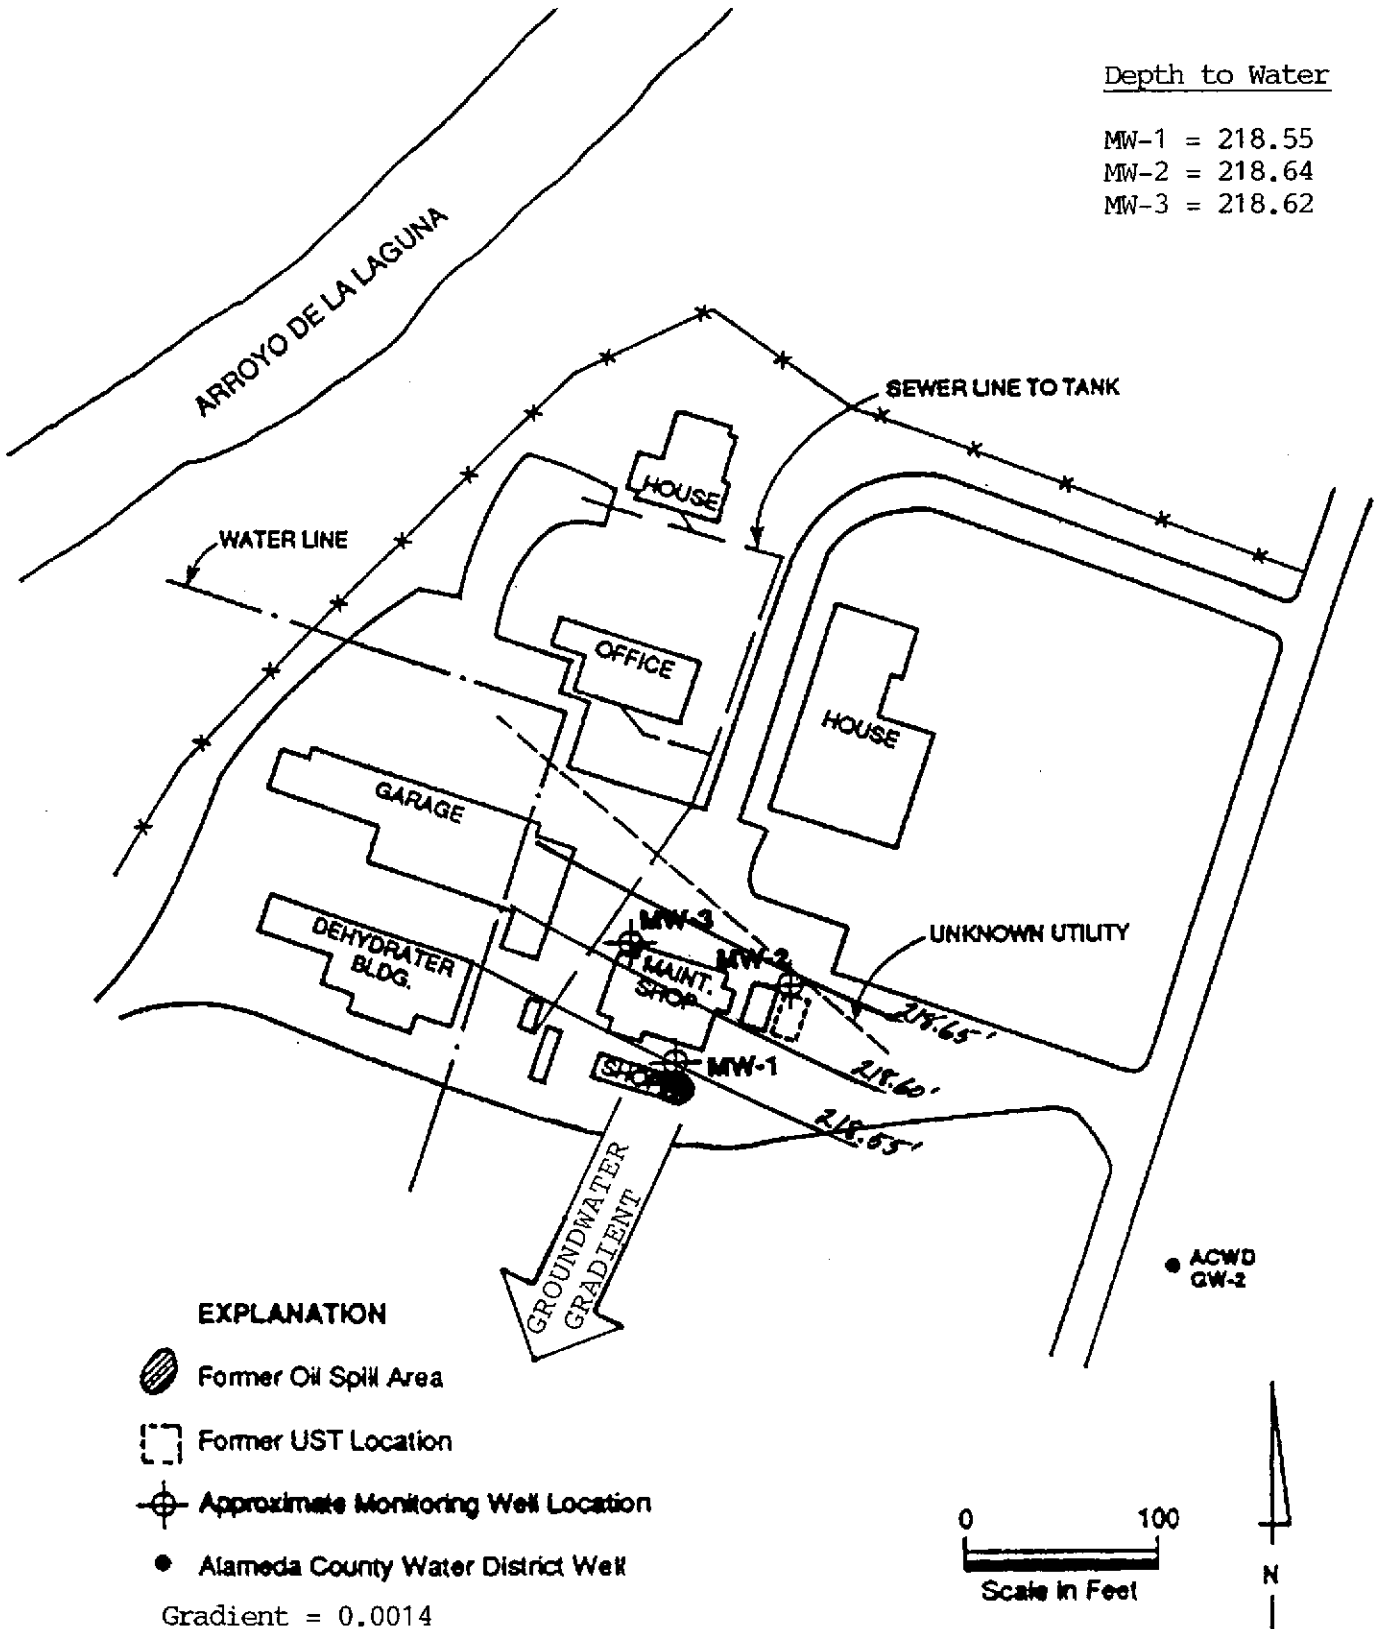 Depth to Water
MW-1 = 218.55
MW-2 = 218.64
MW-3 = 218.62
ARROYO DE LA LAGUNA
SEWER LINE TO TANK
HOUSE
WATER LINE
OFFICE
HOUSE
GARAGE
MW-3
DEHYDRATER
BLDG.
MW-2
UNKNOWN UTILITY
MAINT.
SHOP
218.65'
MW-1
SHOP
218.60'
218.55'
GROUNDWATER
GRADIENT
ACWD
GW-2
EXPLANATION
Former Oil Spill Area
Former UST Location
Approximate Monitoring Well Location
Alameda County Water District Well
Gradient = 0.0014
0 100
Scale in Feet
N